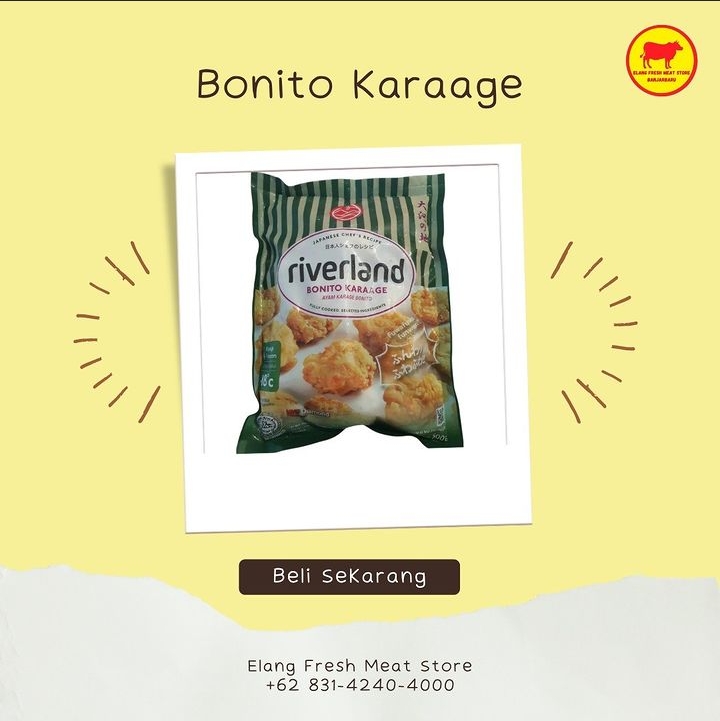 Bonito Karaage
ELANG FRESH MEAT STORE
BANJARBARU
JAPANESE CHEF'S RECIPE
日本人シェフのレシピ
riverland
BONITO KARAAGE
AYAM KARAGE BONITO
FULLY COOKED, SELECTED INGREDIENTS
Beli Sekarang
Elang Fresh Meat Store
+62 831-4240-4000